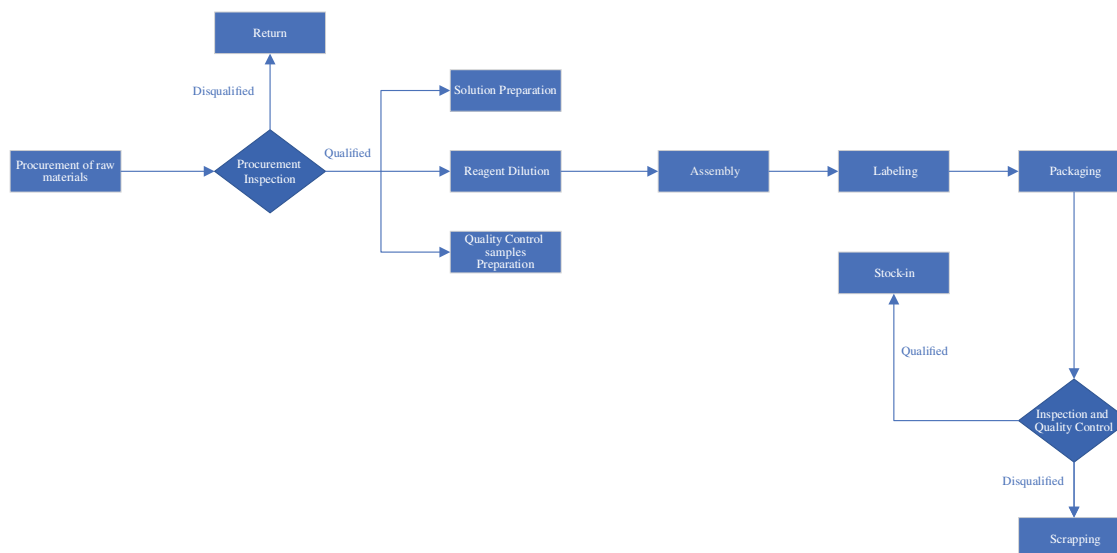 Return
Disqualified
Solution Preparation
Procurement of raw
materials
Procurement
Inspection
Qualified
Reagent Dilution
Assembly
Labeling
Packaging
Quality Control
samples
Preparation
Stock-in
Qualified
Inspection and
Quality Control
Disqualified
Scrapping